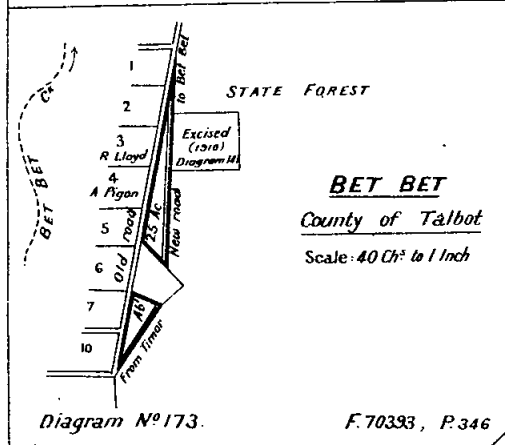 1
2
3
R Lloyd
4
A Pigon
5
6
7
10
Ck
BET BET
Old road
25 Ac
New road
to Bet Bet
Ab'
From Timor
STATE FOREST
Excised
(1910)
Diagram 141
BET BET
County of Talbot
Scale: 40 Chs to 1 Inch
Diagram No 173.
F.70393, P.346